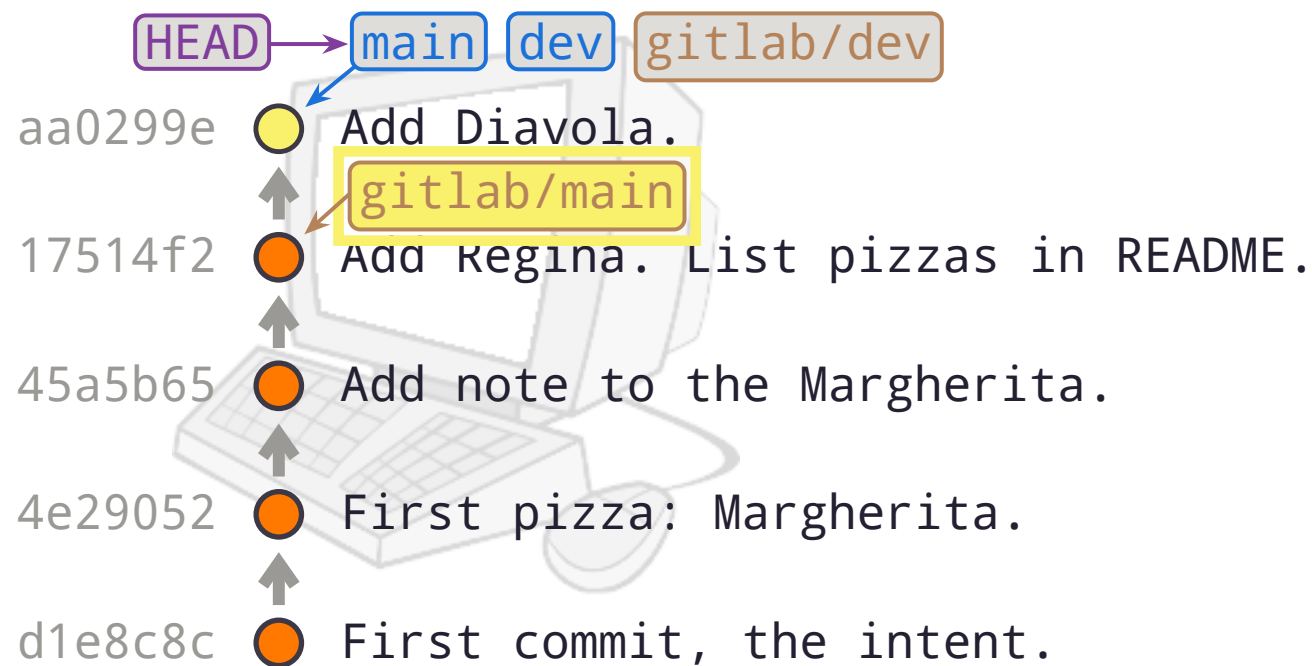 HEAD main dev gitlab/dev
aa0299e Add Diavola.
gitlab/main
17514f2 Add Regina. List pizzas in README.
45a5b65 Add note to the Margherita.
4e29052 First pizza: Margherita.
d1e8c8c First commit, the intent.